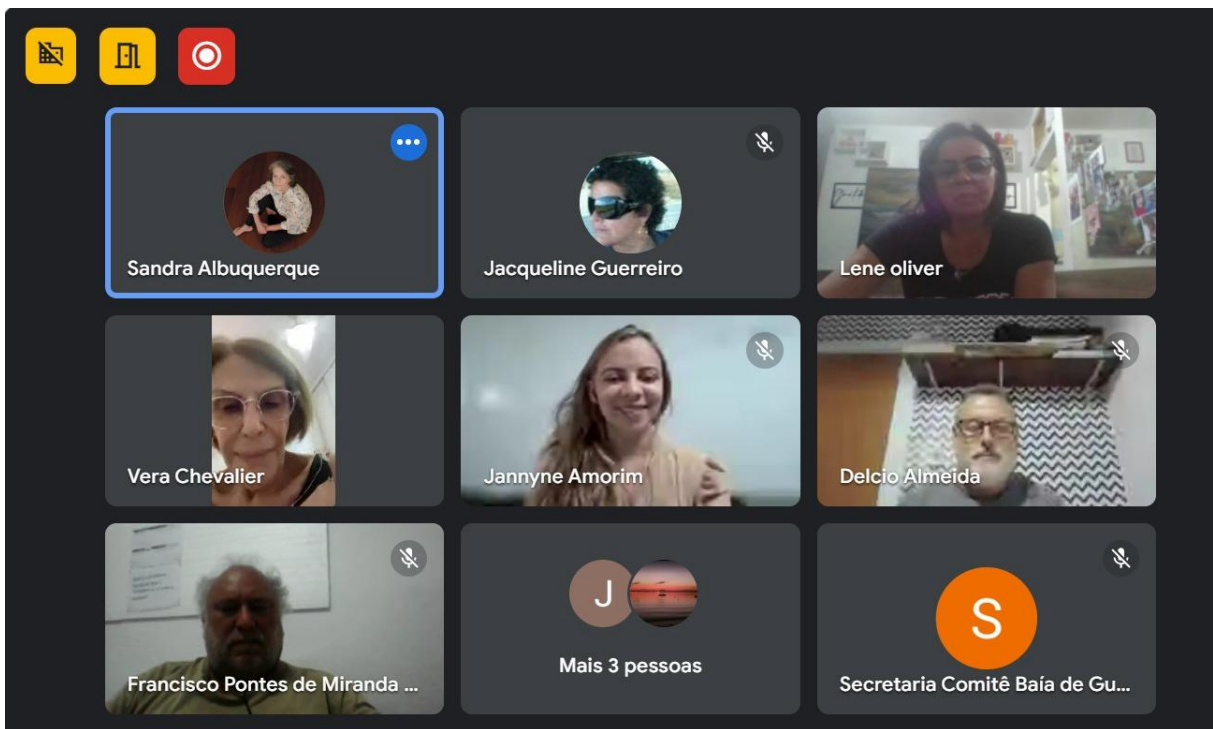 Sandra Albuquerque
Jacqueline Guerreiro
Lene oliver
Vera Chevalier
Jannyne Amorim
Delcio Almeida
Francisco Pontes de Miranda ...
J
Mais 3 pessoas
S
Secretaria Comitê Baía de Gu...